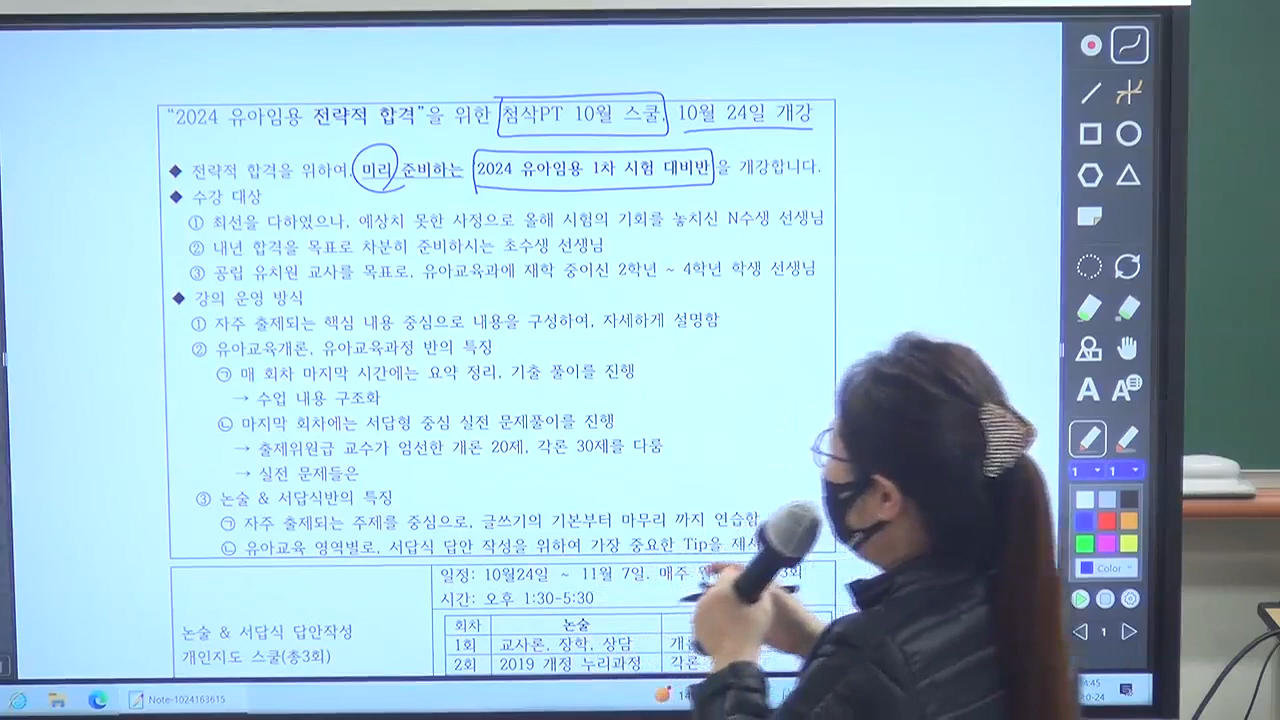 "2024 유아임용 전략적 합격"을 위한 첨삭PT 10월 스쿨, 10월 24일 개강
◆ 전략적 합격을 위하여, 미리 준비하는 2024 유아임용 1차 시험 대비반을 개강합니다.
◆ 수강 대상
① 최선을 다하였으나, 예상치 못한 사정으로 올해 시험의 기회를 놓치신 N수생 선생님
② 내년 합격을 목표로 차분히 준비하시는 초수생 선생님
③ 공립 유치원 교사를 목표로, 유아교육과에 재학 중이신 2학년 ~ 4학년 학생 선생님
◆ 강의 운영 방식
① 자주 출제되는 핵심 내용 중심으로 내용을 구성하여, 자세하게 설명함
② 유아교육개론, 유아교육과정 반의 특징
㉠ 매 회차 마지막 시간에는 요약 정리, 기출 풀이를 진행
→ 수업 내용 구조화
㉡ 마지막 회차에는 서답형 중심 실전 문제풀이를 진행
→ 출제위원급 교수가 엄선한 개론 20제, 각론 30제를 다룸
→ 실전 문제들은
③ 논술 & 서답식반의 특징
㉠ 자주 출제되는 주제를 중심으로, 글쓰기의 기본부터 마무리 까지 연습함
㉡ 유아교육 영역별로, 서답식 답안 작성을 위하여 가장 중요한 Tip을
논술 & 서답식 답안작성
개인지도 스쿨(총3회)
일정: 10월24일 ~ 11월 7일, 매주
시간: 오후 1:30-5:30
회차 논술
1회 교사론, 장학, 상담
2회 2019 개정 누리과정 각론
A A
1 1
Color
1
Note-1024163615